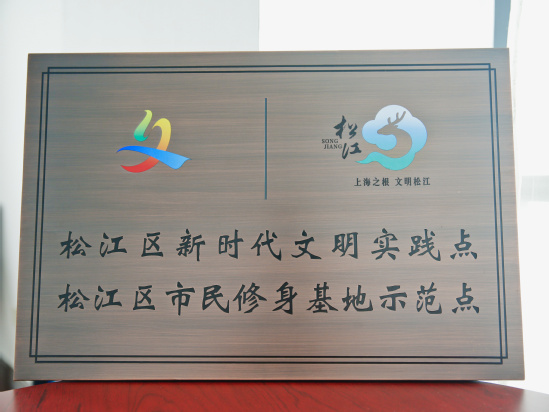 松江
SONG
JIANG
上海之根 文明松江
松江区新时代文明实践点
松江区市民修身基地示范点